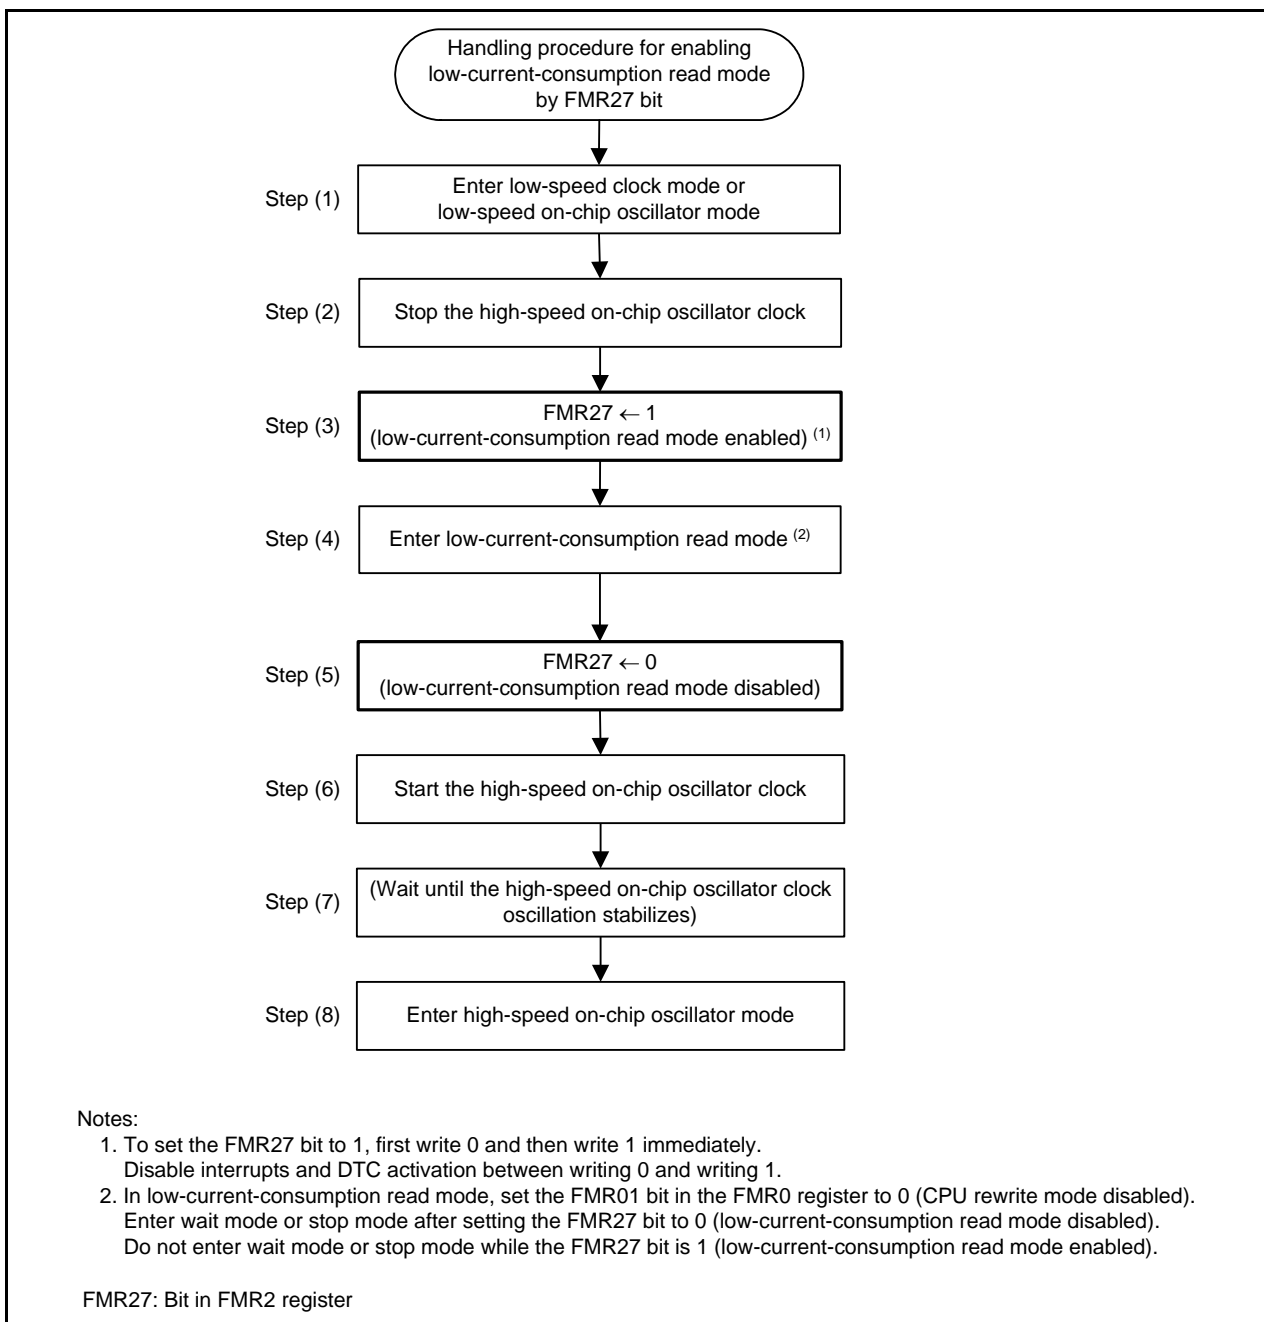 Handling procedure for enabling
low-current-consumption read mode
by FMR27 bit
Step (1)
Enter low-speed clock mode or
low-speed on-chip oscillator mode
Step (2)
Stop the high-speed on-chip oscillator clock
Step (3)
FMR27 ← 1
(low-current-consumption read mode enabled) (1)
Step (4)
Enter low-current-consumption read mode (2)
Step (5)
FMR27 ← 0
(low-current-consumption read mode disabled)
Step (6)
Start the high-speed on-chip oscillator clock
Step (7)
(Wait until the high-speed on-chip oscillator clock
oscillation stabilizes)
Step (8)
Enter high-speed on-chip oscillator mode
Notes:
1. To set the FMR27 bit to 1, first write 0 and then write 1 immediately.
Disable interrupts and DTC activation between writing 0 and writing 1.
2. In low-current-consumption read mode, set the FMR01 bit in the FMR0 register to 0 (CPU rewrite mode disabled).
Enter wait mode or stop mode after setting the FMR27 bit to 0 (low-current-consumption read mode disabled).
Do not enter wait mode or stop mode while the FMR27 bit is 1 (low-current-consumption read mode enabled).
FMR27: Bit in FMR2 register